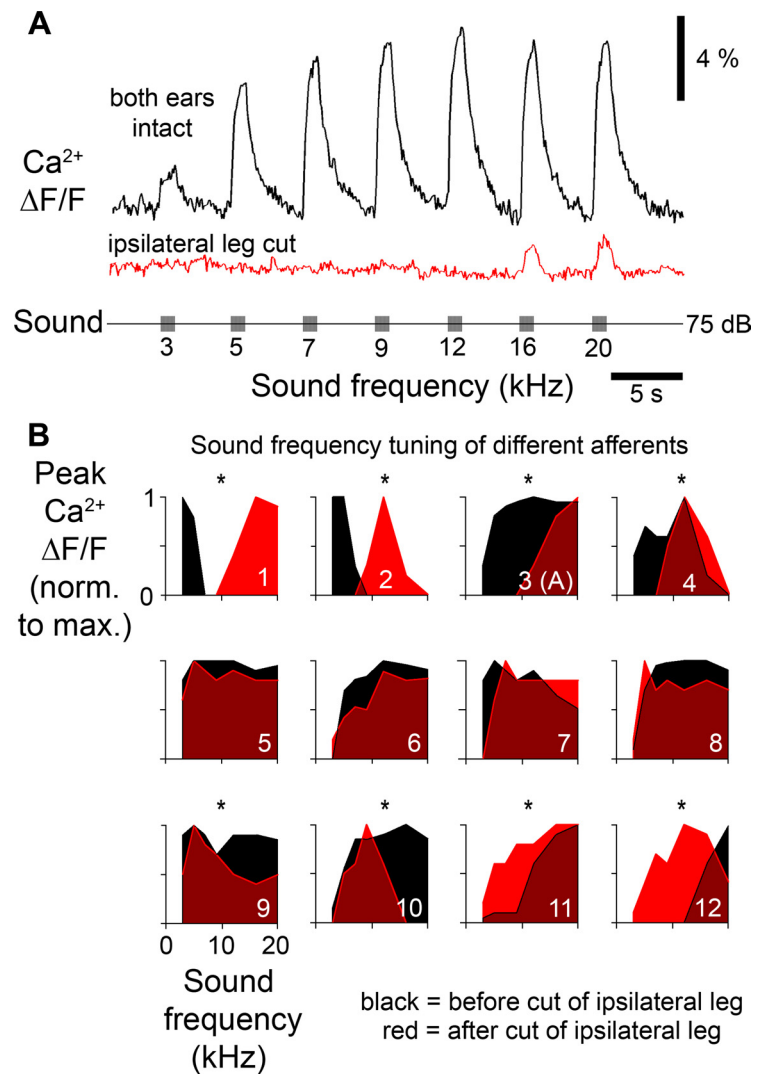 A
4 %
both ears
intact
Ca²⁺
ΔF/F
ipsilateral leg cut
Sound
75 dB
3 5 7 9 12 16 20
Sound frequency (kHz)
5 s
B
Sound frequency tuning of different afferents
Peak
Ca²⁺
ΔF/F
(norm.
to max.)
* * * *
1
0
1 2 3 (A) 4
5 6 7 8
* * * *
9 10 11 12
0 10 20
Sound
frequency
(kHz)
black = before cut of ipsilateral leg
red = after cut of ipsilateral leg